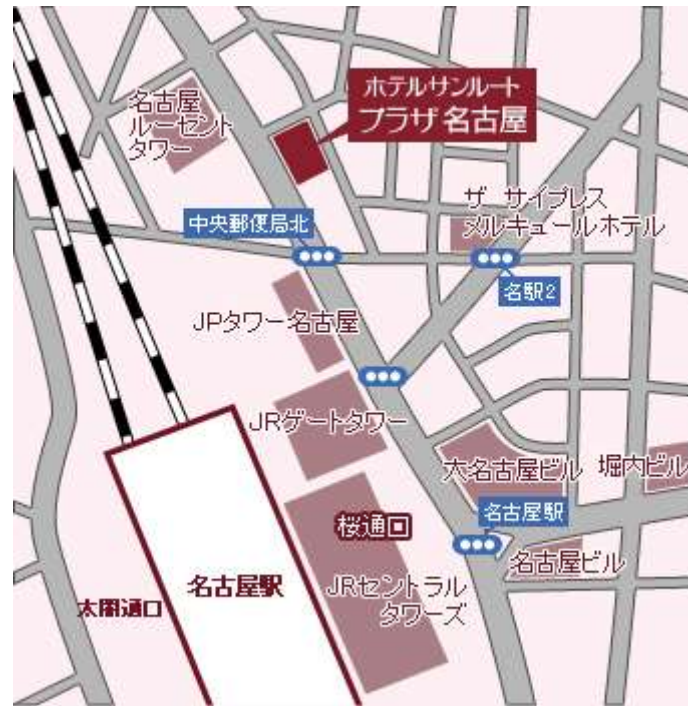 ホテルサンルート
プラザ 名古屋
名古屋
ルーセント
タワー
ザ サイプレス
メルキュールホテル
中央郵便局北
名駅2
JPタワー名古屋
JRゲートタワー
大名古屋ビル
堀内ビル
名古屋駅
桜通口
名古屋ビル
名古屋駅
太閤通口
JRセントラル
タワーズ